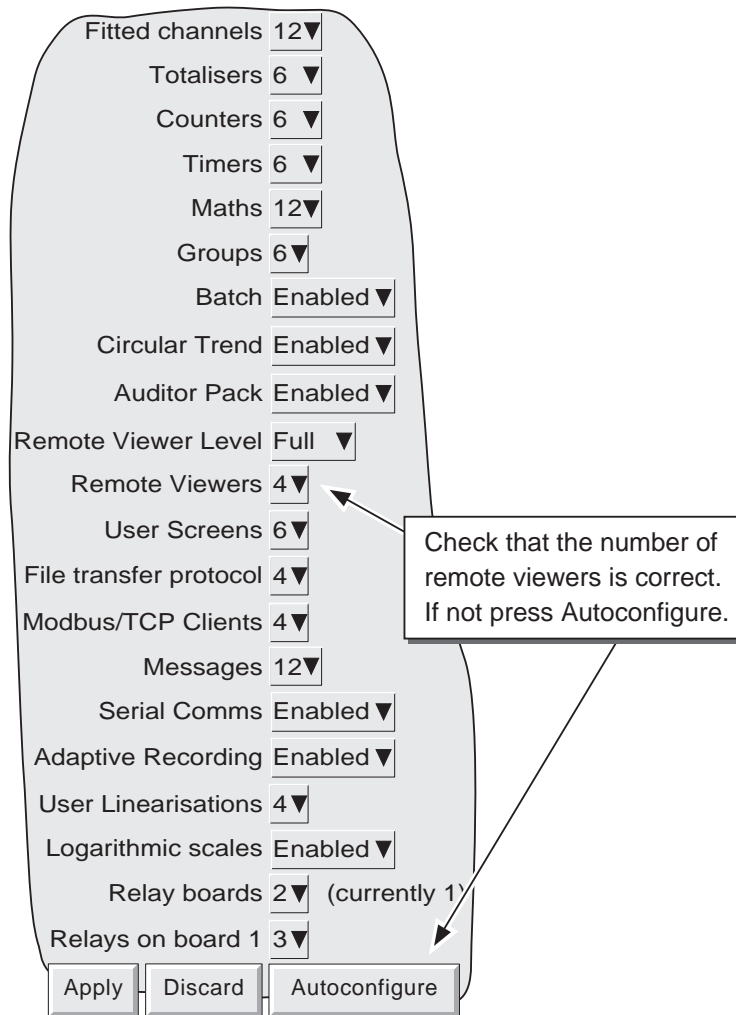 Fitted channels 12▼
Totalisers 6 ▼
Counters 6 ▼
Timers 6 ▼
Maths 12▼
Groups 6▼
Batch Enabled ▼
Circular Trend Enabled ▼
Auditor Pack Enabled ▼
Remote Viewer Level Full ▼
Remote Viewers 4▼
User Screens 6▼
Check that the number of
remote viewers is correct.
If not press Autoconfigure.
File transfer protocol 4▼
Modbus/TCP Clients 4▼
Messages 12▼
Serial Comms Enabled ▼
Adaptive Recording Enabled ▼
User Linearisations 4▼
Logarithmic scales Enabled ▼
Relay boards 2▼ (currently 1)
Relays on board 1 3▼
Apply Discard Autoconfigure